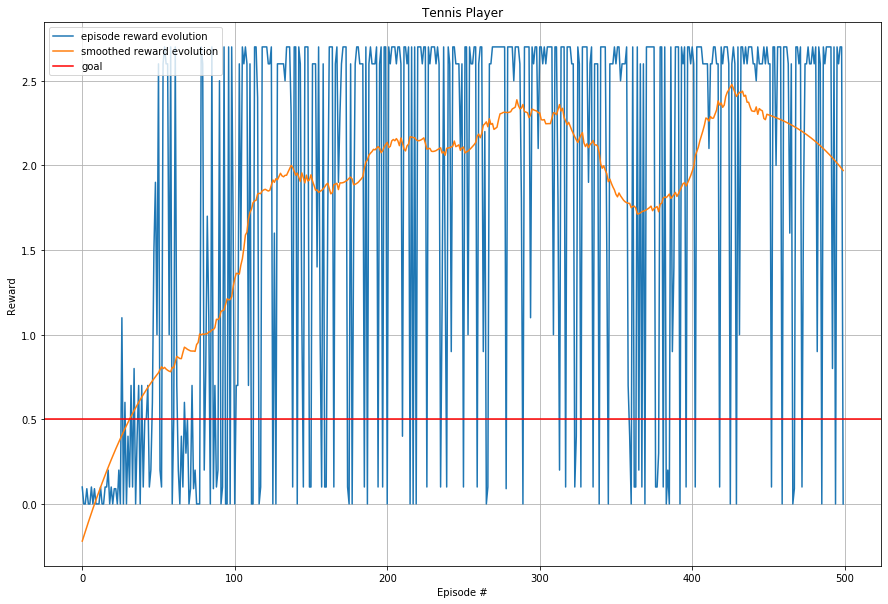 Tennis Player
episode reward evolution
smoothed reward evolution
goal
2.5
2.0
1.5
1.0
0.5
0.0
Reward
0 100 200 300 400 500
Episode #